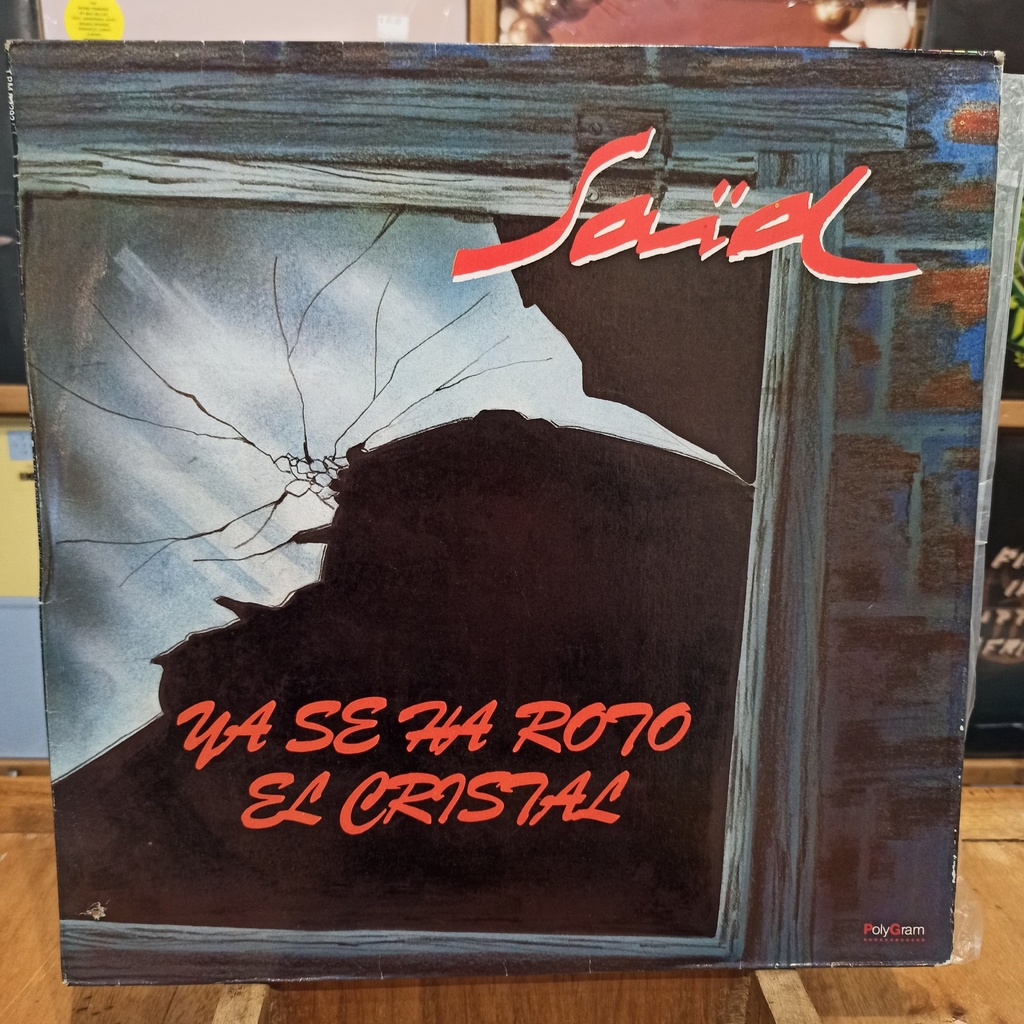 Saïd
YA SE HA ROTO
EL CRISTAL
PolyGram